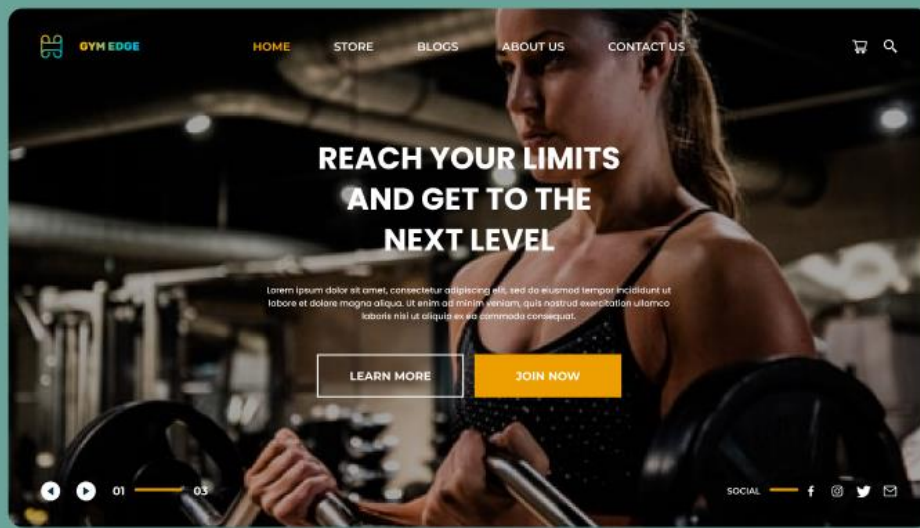 GYM EDGE
HOME
STORE
BLOGS
ABOUT US
CONTACT US
REACH YOUR LIMITS
AND GET TO THE
NEXT LEVEL
Lorem ipsum dolor sit amet, consectetur adipiscing elit, sed do eiusmod tempor incididunt ut
labore et dolore magna aliqua. Ut enim ad minim veniam, quis nostrud exercitation ullamco
laboris nisi ut aliquip ex ea commodo consequat.
LEARN MORE
JOIN NOW
01
03
SOCIAL